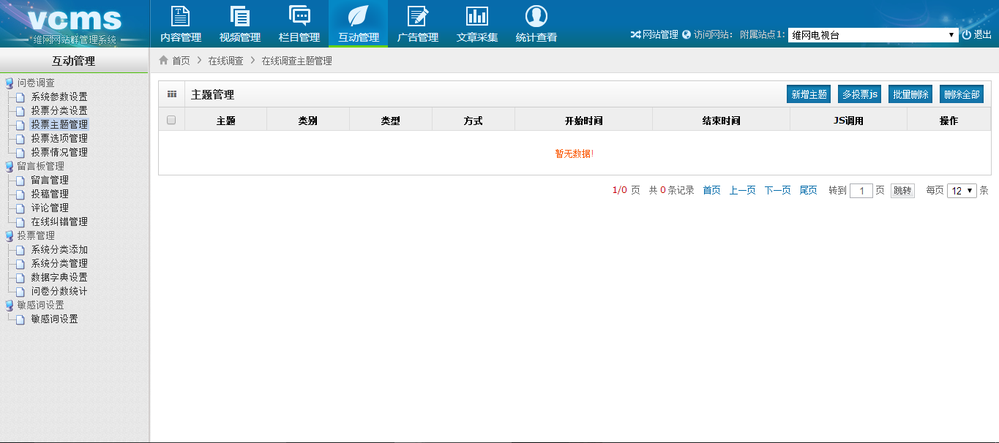 vcms
维网网站群管理系统
内容管理 视频管理 栏目管理 互动管理 广告管理 文章采集 统计查看
网站管理 访问网站: 附属站点1: 维网电视台 退出
互动管理
首页 在线调查 在线调查主题管理
问卷调查
系统参数设置
投票分类设置
投票主题管理
投票选项管理
投票情况管理
留言板管理
留言管理
投稿管理
评论管理
在线纠错管理
投票管理
系统分类添加
系统分类管理
数据字典设置
问卷分数统计
敏感词设置
敏感词设置
主题管理 新增主题 多投票js 批量删除 删除全部
主题 类别 类型 方式 开始时间 结束时间 JS调用 操作
暂无数据!
1/0 页 共 0 条记录 首页 上一页 下一页 尾页 转到 1 页 跳转 每页 12 条